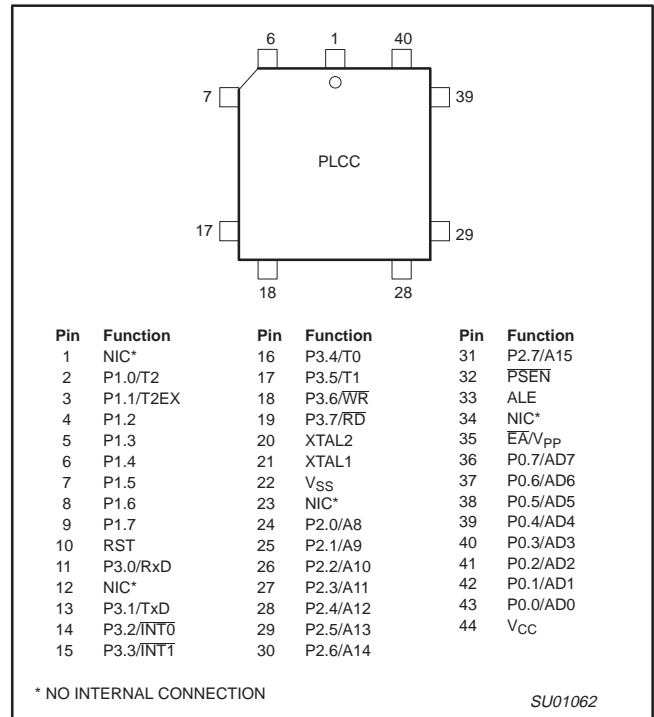 6 1 40
7 39
PLCC
17 29
18 28
Pin Function Pin Function Pin Function
1 NIC* 16 P3.4/T0 31 P2.7/A15
2 P1.0/T2 17 P3.5/T1 32 P̅S̅E̅N̅
3 P1.1/T2EX 18 P3.6/W̅R̅ 33 ALE
4 P1.2 19 P3.7/R̅D̅ 34 NIC*
5 P1.3 20 XTAL2 35 E̅A̅/VPP
6 P1.4 21 XTAL1 36 P0.7/AD7
7 P1.5 22 VSS 37 P0.6/AD6
8 P1.6 23 NIC* 38 P0.5/AD5
9 P1.7 24 P2.0/A8 39 P0.4/AD4
10 RST 25 P2.1/A9 40 P0.3/AD3
11 P3.0/RxD 26 P2.2/A10 41 P0.2/AD2
12 NIC* 27 P2.3/A11 42 P0.1/AD1
13 P3.1/TxD 28 P2.4/A12 43 P0.0/AD0
14 P3.2/I̅N̅T̅0̅ 29 P2.5/A13 44 VCC
15 P3.3/I̅N̅T̅1̅ 30 P2.6/A14
* NO INTERNAL CONNECTION
SU01062